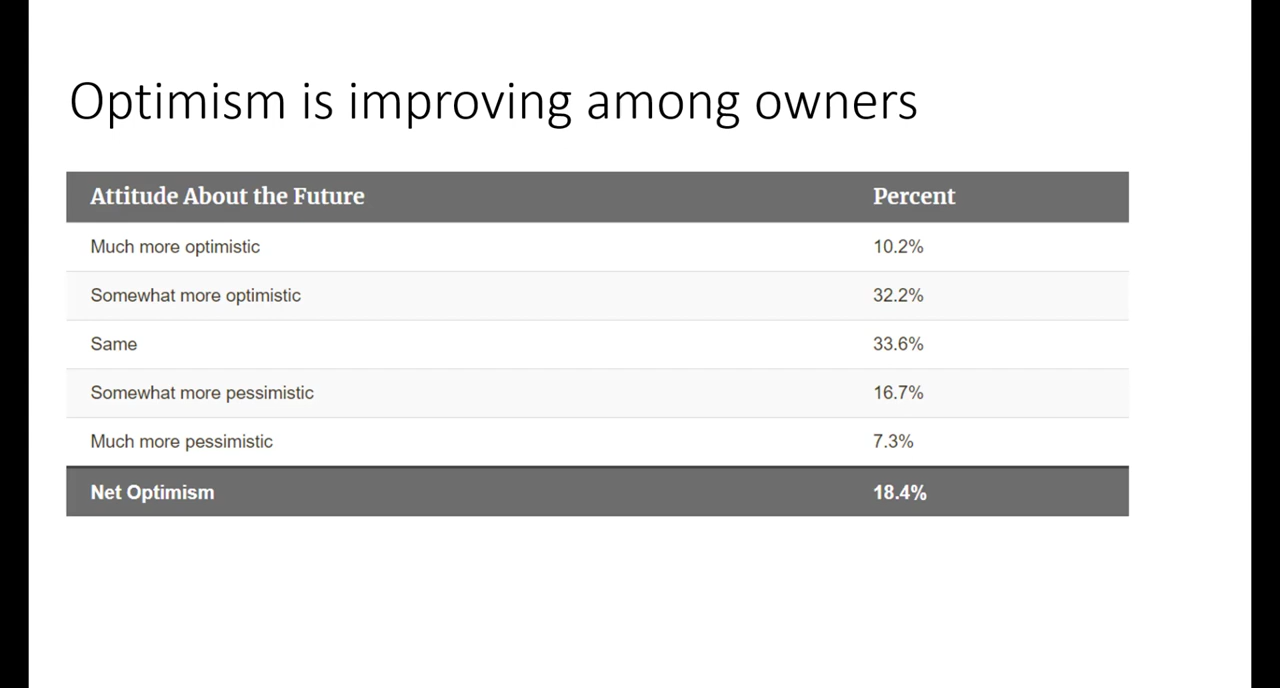 Optimism is improving among owners
Attitude About the Future Percent
Much more optimistic 10.2%
Somewhat more optimistic 32.2%
Same 33.6%
Somewhat more pessimistic 16.7%
Much more pessimistic 7.3%
Net Optimism 18.4%